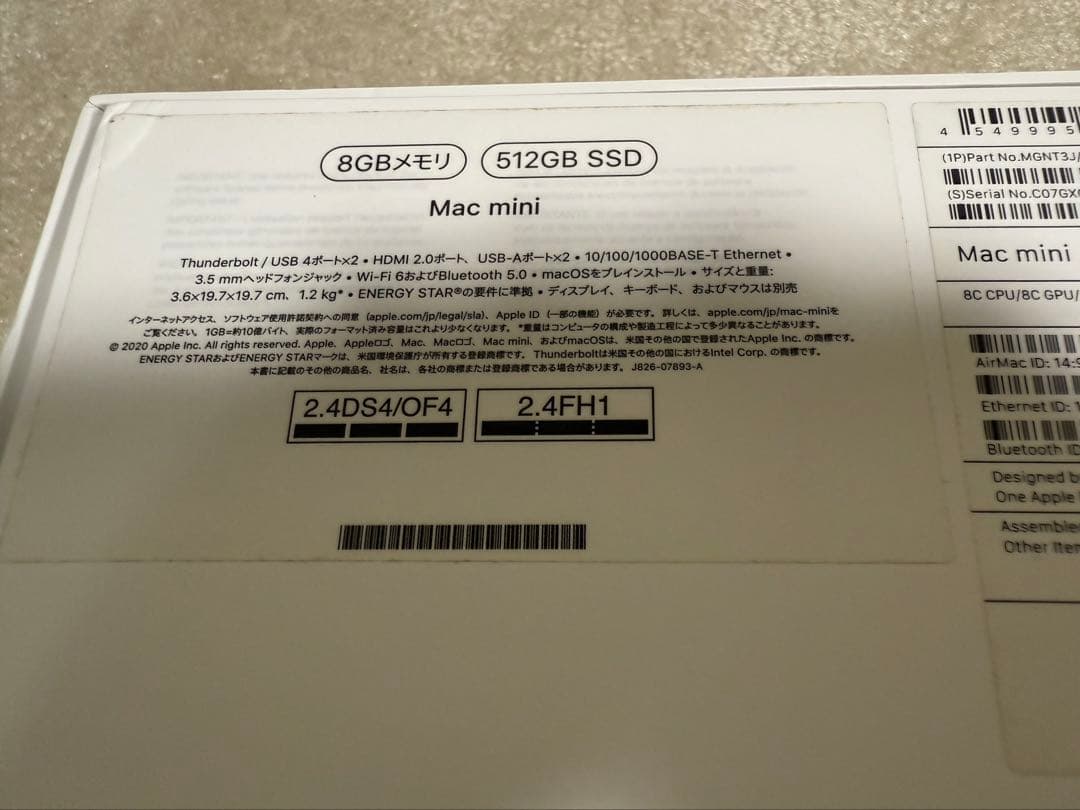 8GBメモリ 512GB SSD
Mac mini
Thunderbolt / USB 4ポート×2 • HDMI 2.0ポート、USB-Aポート×2 • 10/100/1000BASE-T Ethernet •
3.5 mmヘッドフォンジャック • Wi-Fi 6およびBluetooth 5.0 • macOSをプレインストール • サイズと重量:
3.6×19.7×19.7 cm、1.2 kg* • ENERGY STAR®の要件に準拠 • ディスプレイ、キーボード、およびマウスは別売
インターネットアクセス、ソフトウェア使用許諾契約への同意 (apple.com/jp/legal/sla)、Apple ID（一部の機能）が必要です。詳しくは、apple.com/jp/mac-miniを
ご覧ください。1GB=約10億バイト、実際のフォーマット済み容量はこれより少なくなります。*重量はコンピュータの構成や製造工程によって多少異なることがあります。
© 2020 Apple Inc. All rights reserved. Apple、Appleロゴ、Mac、Macロゴ、Mac mini、およびmacOSは、米国その他の国で登録されたApple Inc. の商標です。
ENERGY STARおよびENERGY STARマークは、米国環境保護庁が所有する登録商標です。Thunderboltは米国その他の国におけるIntel Corp. の商標です。
本書に記載のその他の商品名、社名は、各社の商標または登録商標である場合があります。J826-07893-A
2.4DS4/OF4 2.4FH1
4 549995
(1P)Part No.MGNT3J/
(S)Serial No.C07GX
Mac mini
8C CPU/8C GPU/
AirMac ID: 14:9
Ethernet ID: 1
Bluetooth ID
Designed b
One Apple
Assemble
Other Item